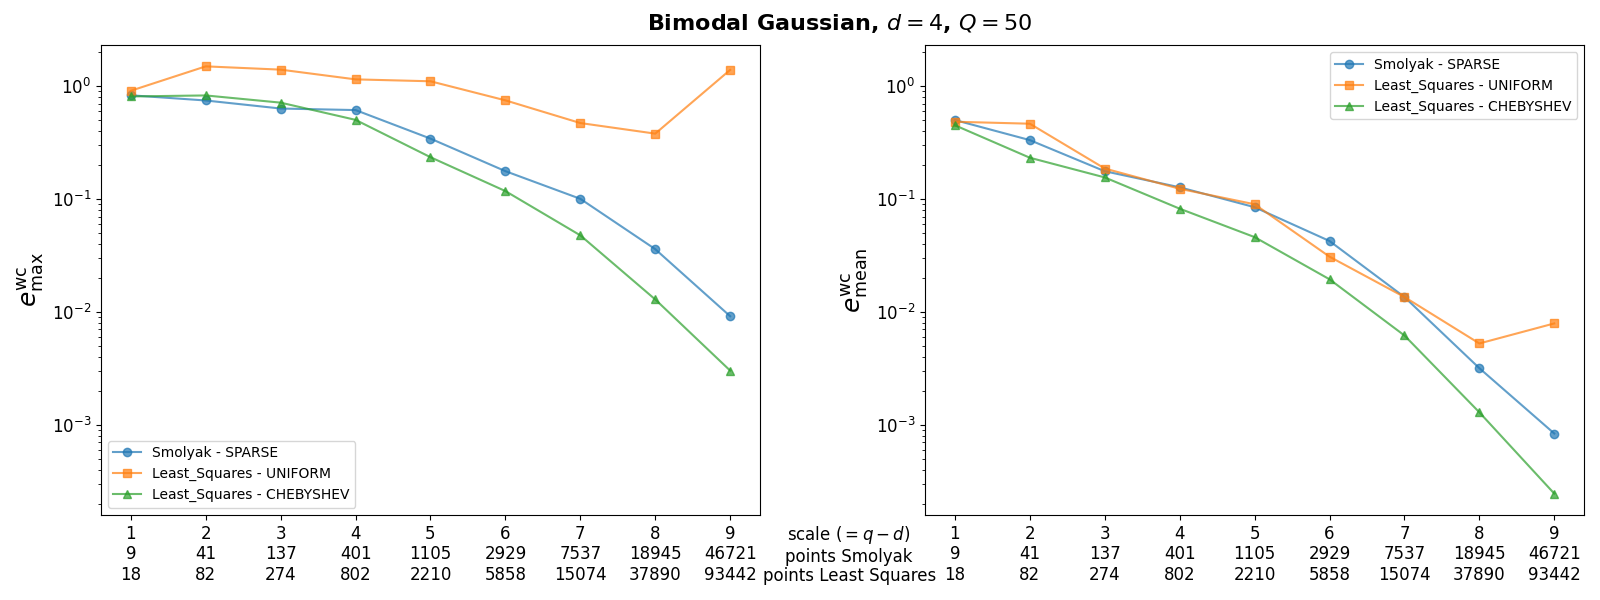 Bimodal Gaussian, d = 4, Q = 50
10^0
10^-1
10^-2
10^-3
e^wc_max
Smolyak - SPARSE
Least_Squares - UNIFORM
Least_Squares - CHEBYSHEV
1 2 3 4 5 6 7 8 9
9 41 137 401 1105 2929 7537 18945 46721
18 82 274 802 2210 5858 15074 37890 93442
scale (= q − d)
points Smolyak
points Least Squares
10^0
10^-1
10^-2
10^-3
e^wc_mean
Smolyak - SPARSE
Least_Squares - UNIFORM
Least_Squares - CHEBYSHEV
1 2 3 4 5 6 7 8 9
9 41 137 401 1105 2929 7537 18945 46721
18 82 274 802 2210 5858 15074 37890 93442